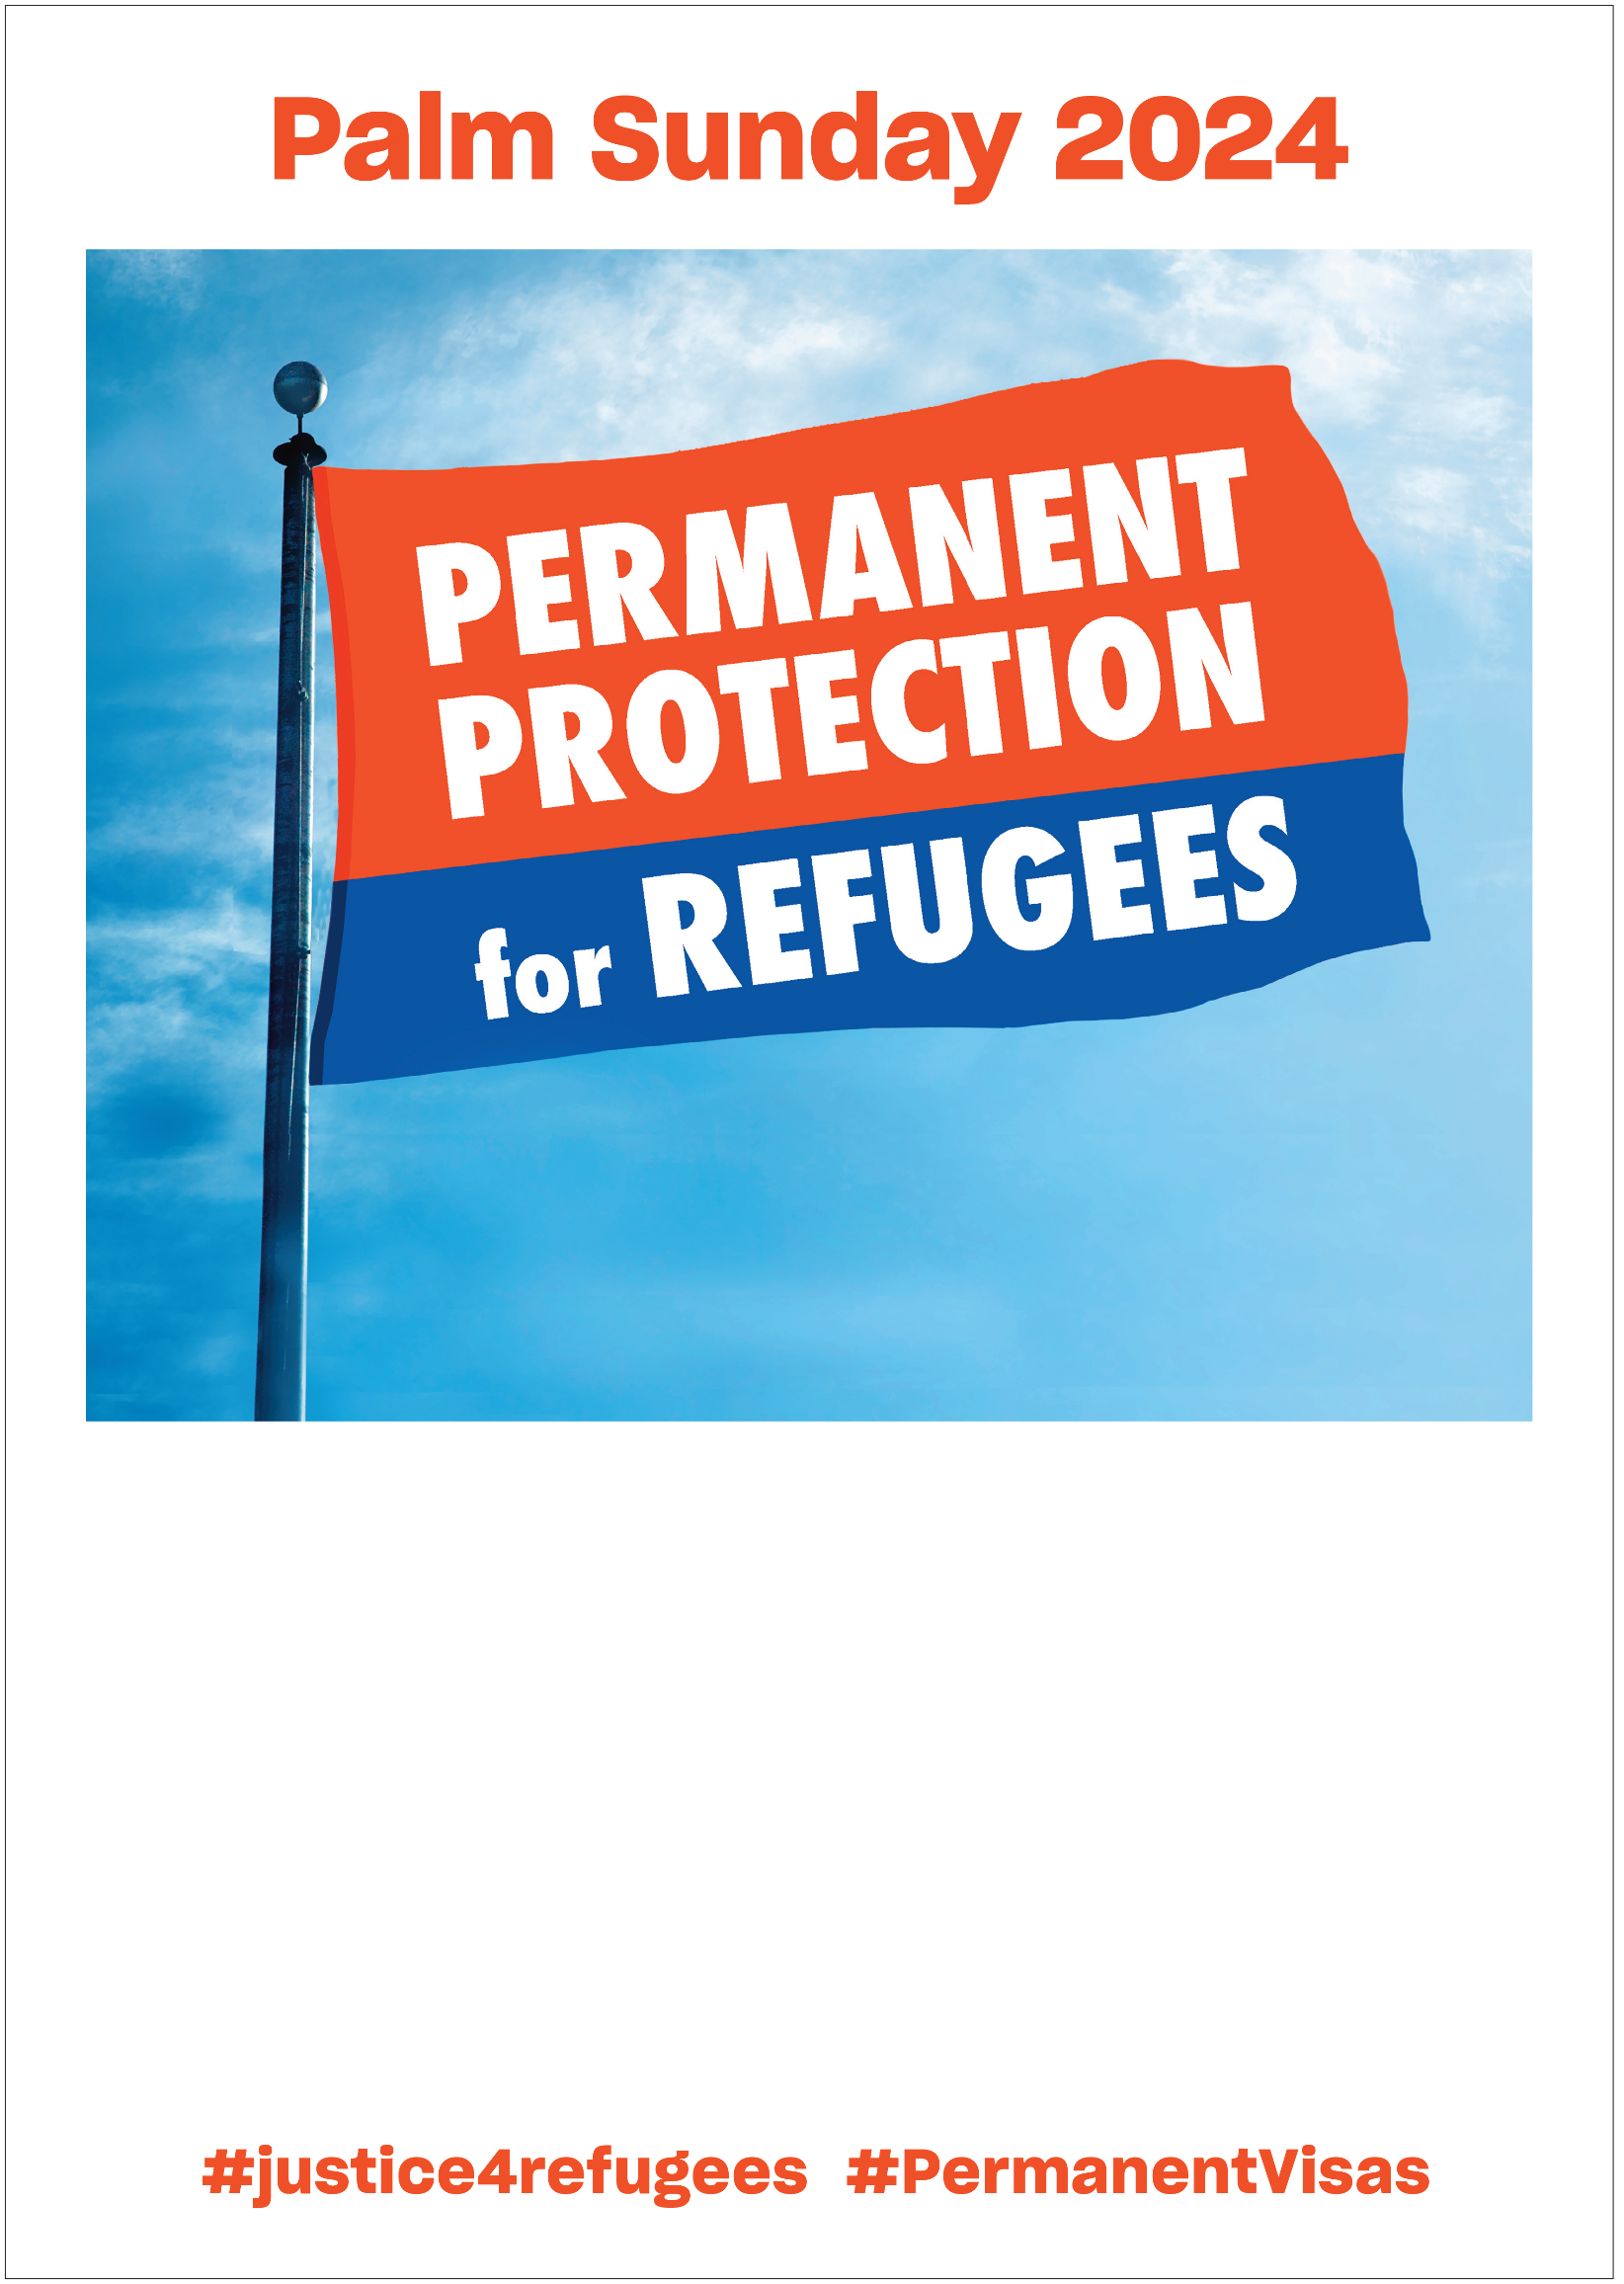 Palm Sunday 2024
PERMANENT
PROTECTION
for REFUGEES
#justice4refugees #PermanentVisas